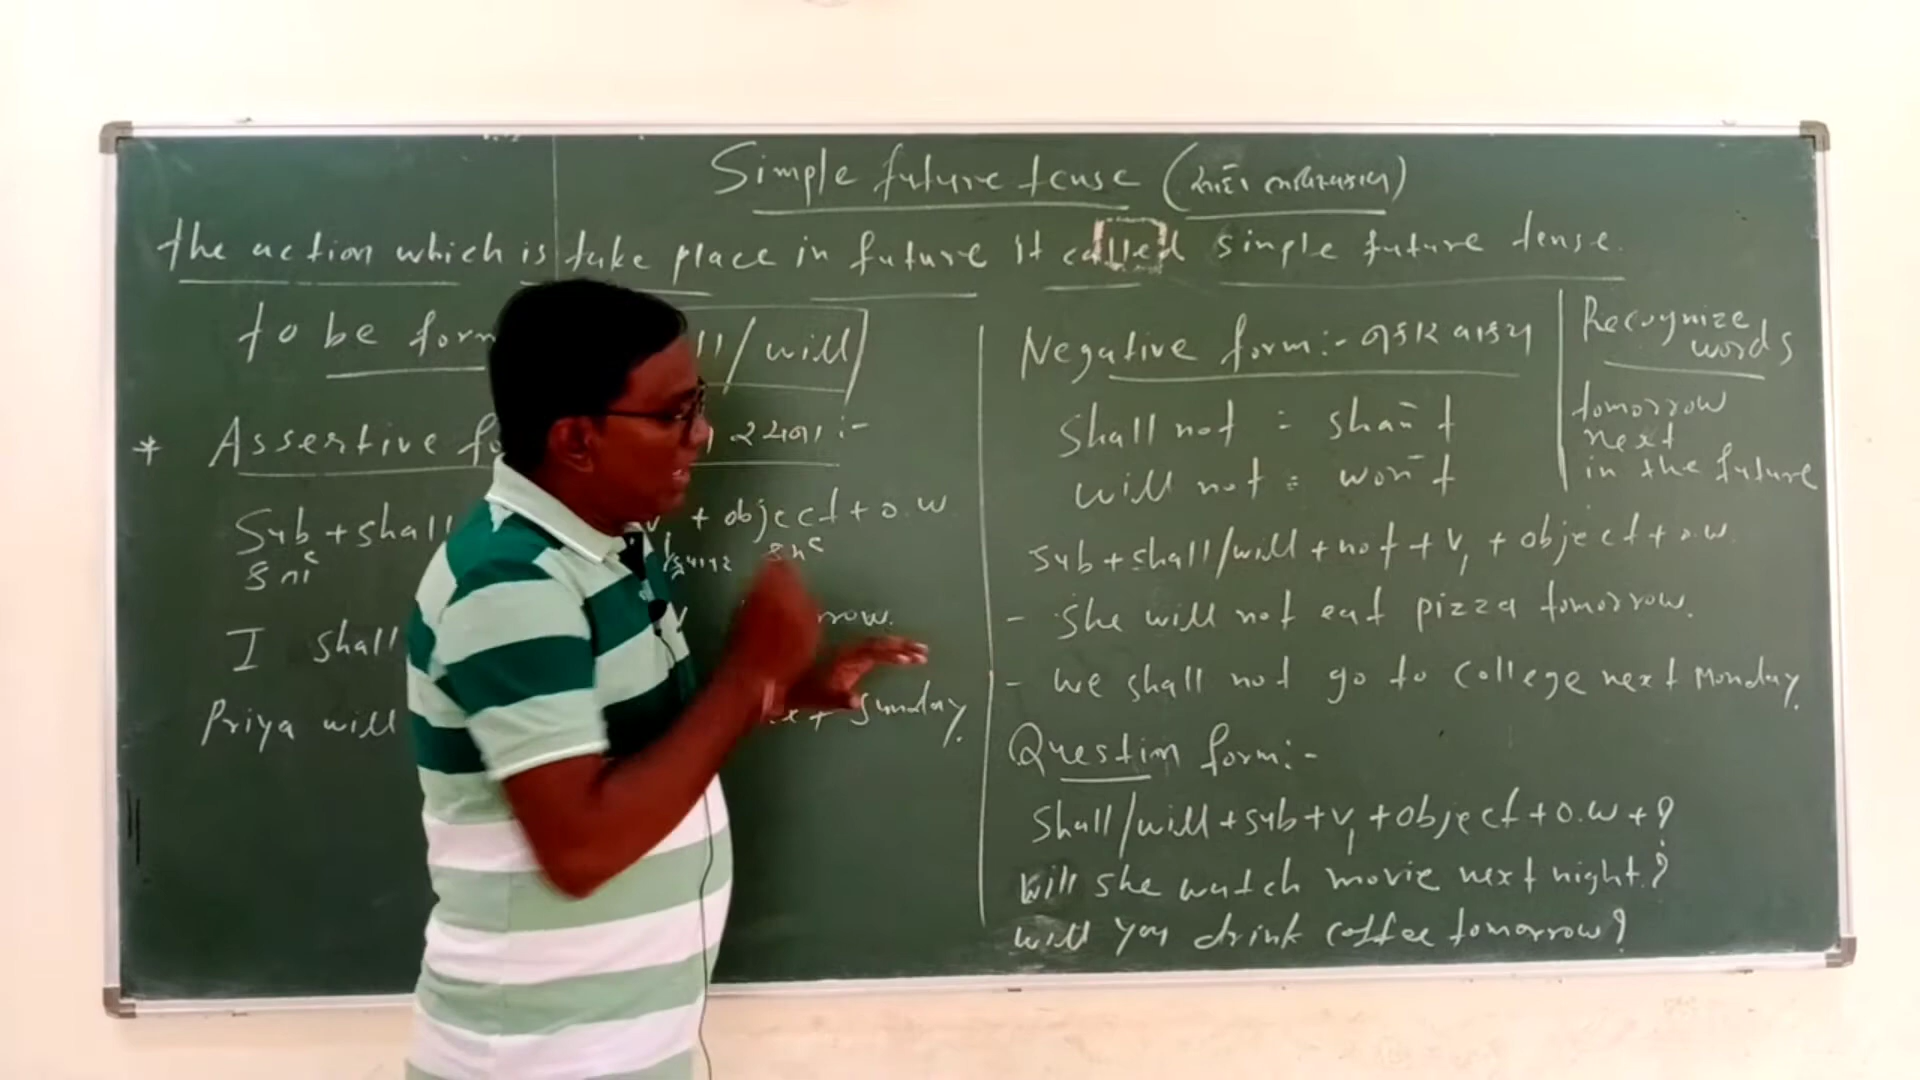 Simple future tense (સાદો ભવિષ્યકાળ)
the action which is take place in future it called simple future tense.
to be form / will
* Assertive રચના :-
Sub + shall V1 + object + o.w
કર્તા કર્મ
I shall
Priya will Sunday.
Negative form:- નકાર વાક્ય
Shall not = shan't
will not = won't
sub + shall/will + not + V1 + object + o.w.
- She will not eat pizza tomorrow.
- we shall not go to college next Monday.
Question form:-
Shall/will + sub + V1 + object + o.w + ?
Will she watch movie next night.?
will you drink coffee tomorrow?
Recognize
words
tomorrow
next
in the future